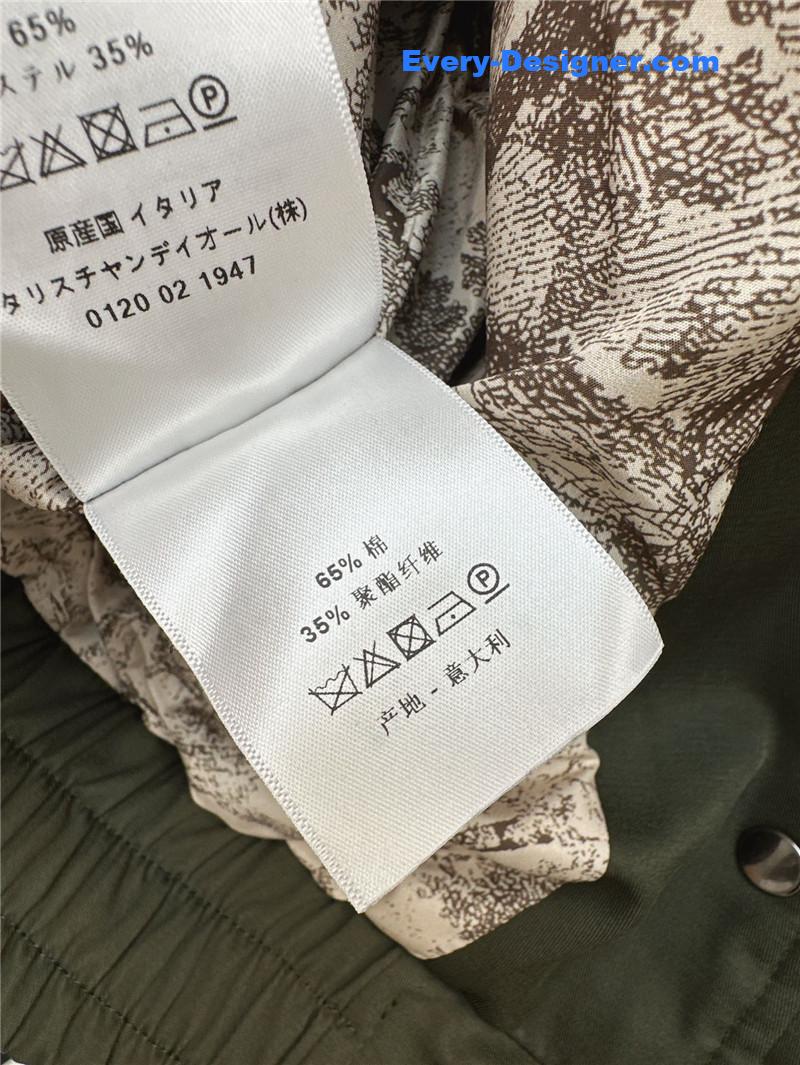 Every-Designer.com
65%
ステル 35%
P
原産国 イタリア
タリスチャンディオール(株)
0120 02 1947
65% 棉
35% 聚酯纤维
P
产地 - 意大利